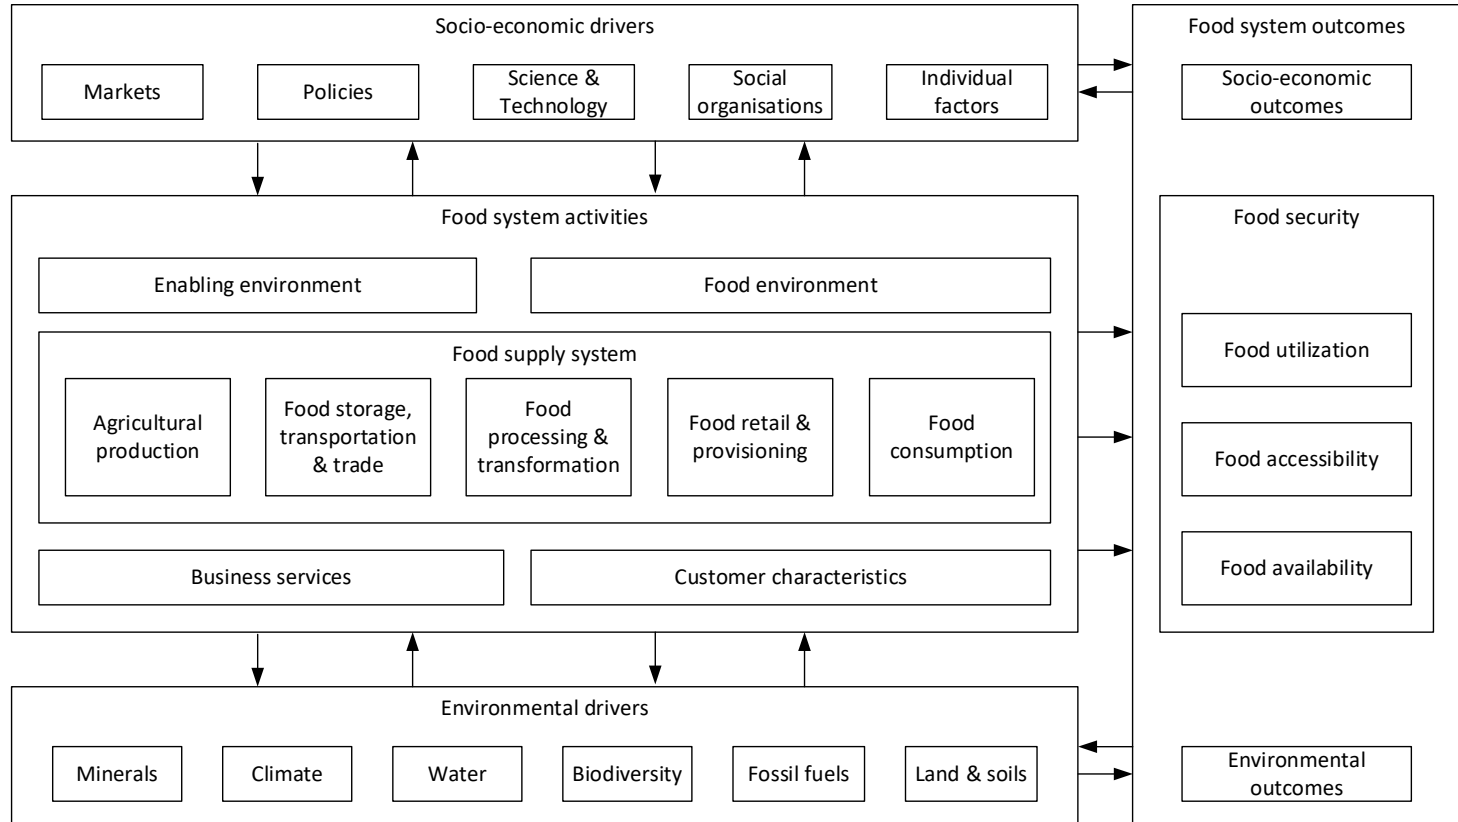 Socio-economic drivers
Markets
Policies
Science &
Technology
Social
organisations
Individual
factors
Food system outcomes
Socio-economic
outcomes
Food system activities
Enabling environment
Food environment
Food supply system
Agricultural
production
Food storage,
transportation
& trade
Food
processing &
transformation
Food retail &
provisioning
Food
consumption
Business services
Customer characteristics
Food security
Food utilization
Food accessibility
Food availability
Environmental drivers
Minerals
Climate
Water
Biodiversity
Fossil fuels
Land & soils
Environmental
outcomes